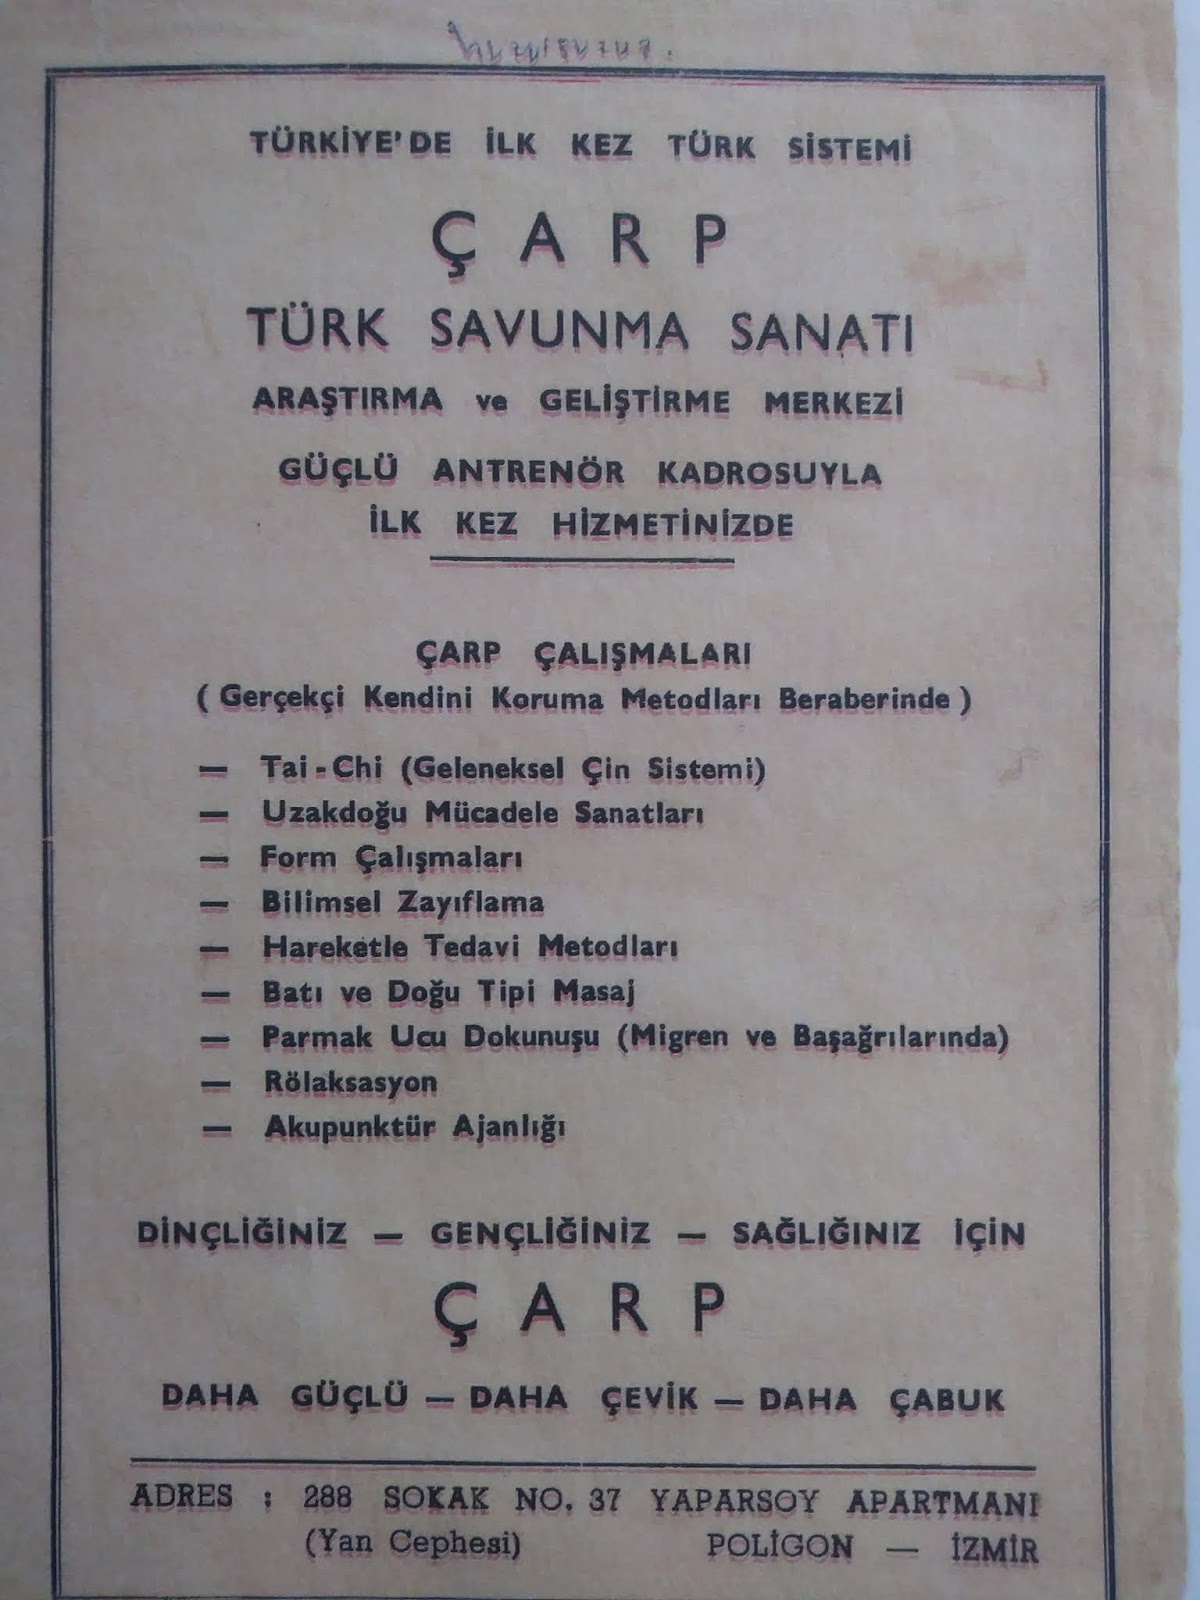 TÜRKİYE'DE İLK KEZ TÜRK SİSTEMİ
ÇARP
TÜRK SAVUNMA SANATI
ARAŞTIRMA ve GELİŞTİRME MERKEZİ
GÜÇLÜ ANTRENÖR KADROSUYLA
İLK KEZ HİZMETİNİZDE
ÇARP ÇALIŞMALARI
( Gerçekçi Kendini Koruma Metodları Beraberinde )
— Tai-Chi (Geleneksel Çin Sistemi)
— Uzakdoğu Mücadele Sanatları
— Form Çalışmaları
— Bilimsel Zayıflama
— Hareketle Tedavi Metodları
— Batı ve Doğu Tipi Masaj
— Parmak Ucu Dokunuşu (Migren ve Başağrılarında)
— Rölaksasyon
— Akupunktür Ajanlığı
DİNÇLİĞİNİZ — GENÇLİĞİNİZ — SAĞLIĞINIZ İÇİN
ÇARP
DAHA GÜÇLÜ — DAHA ÇEVİK — DAHA ÇABUK
ADRES : 288 SOKAK NO. 37 YAPARSOY APARTMANI
(Yan Cephesi) POLİGON — İZMİR